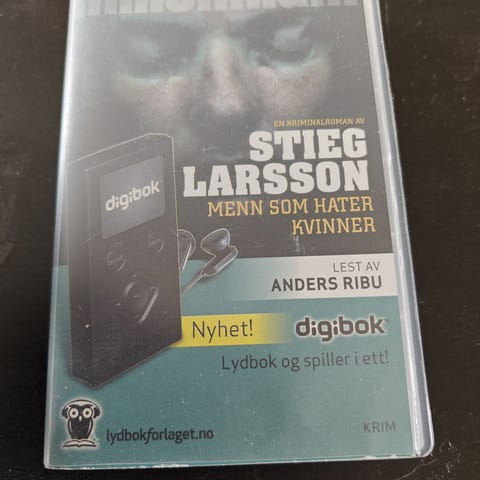 EN KRIMINALROMAN AV
STIEG
LARSSON
MENN SOM HATER
KVINNER
digibok
LEST AV
ANDERS RIBU
Nyhet!
digibok
Lydbok og spiller i ett!
lydbokforlaget.no
KRIM